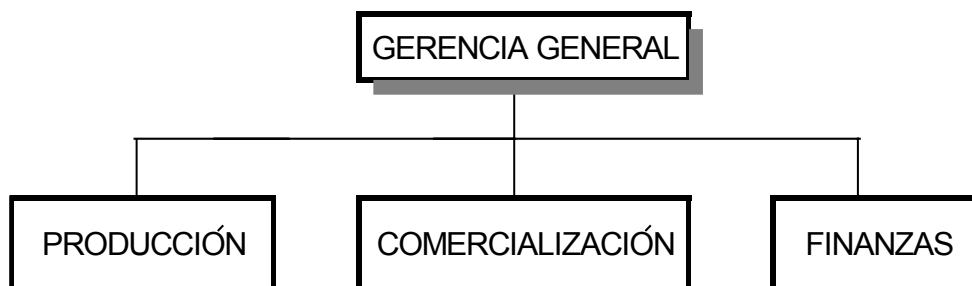 GERENCIA GENERAL
PRODUCCIÓN
COMERCIALIZACIÓN
FINANZAS